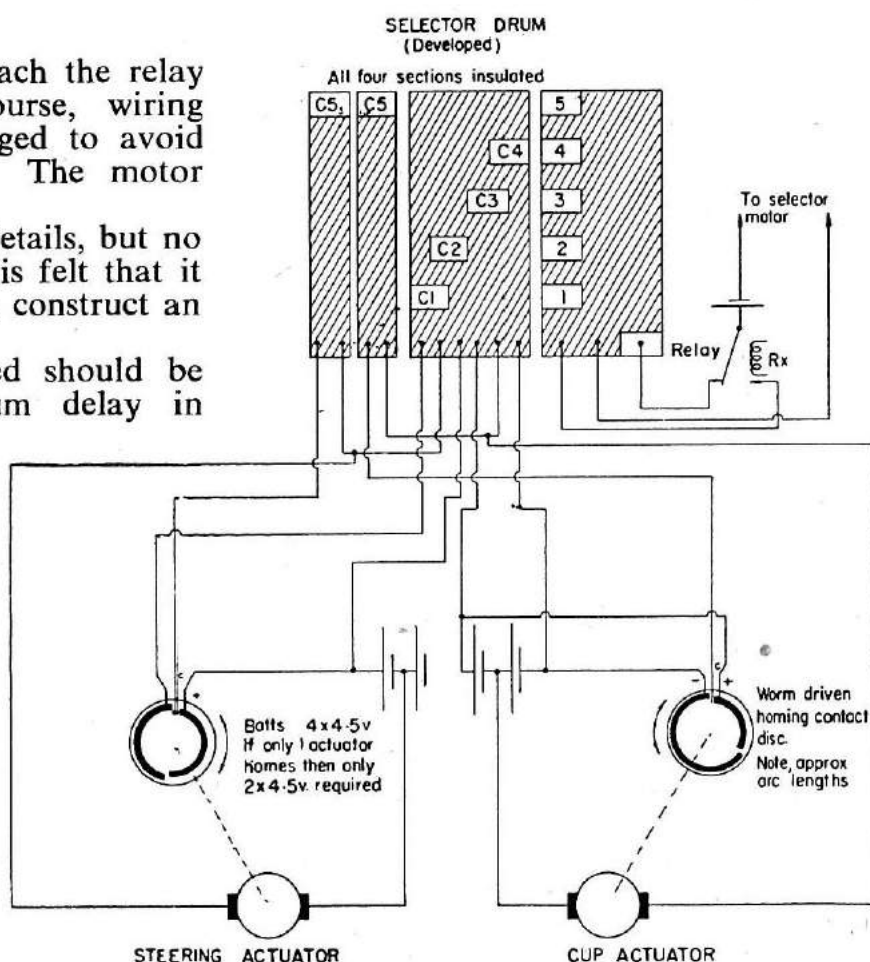 ach the relay
ourse, wiring
ged to avoid
The motor
etails, but no
is felt that it
construct an
ed should be
um delay in
SELECTOR DRUM
(Developed)
All four sections insulated
C5
C5
5
C4
4
C3
3
C2
2
C1
1
To selector
motor
Relay
Rx
c
+
Batts 4x4·5v
If only 1 actuator
homes then only
2x4·5v. required
-
c
+
Worm driven
homing contact
disc.
Note, approx
arc lengths
STEERING ACTUATOR
CUP ACTUATOR